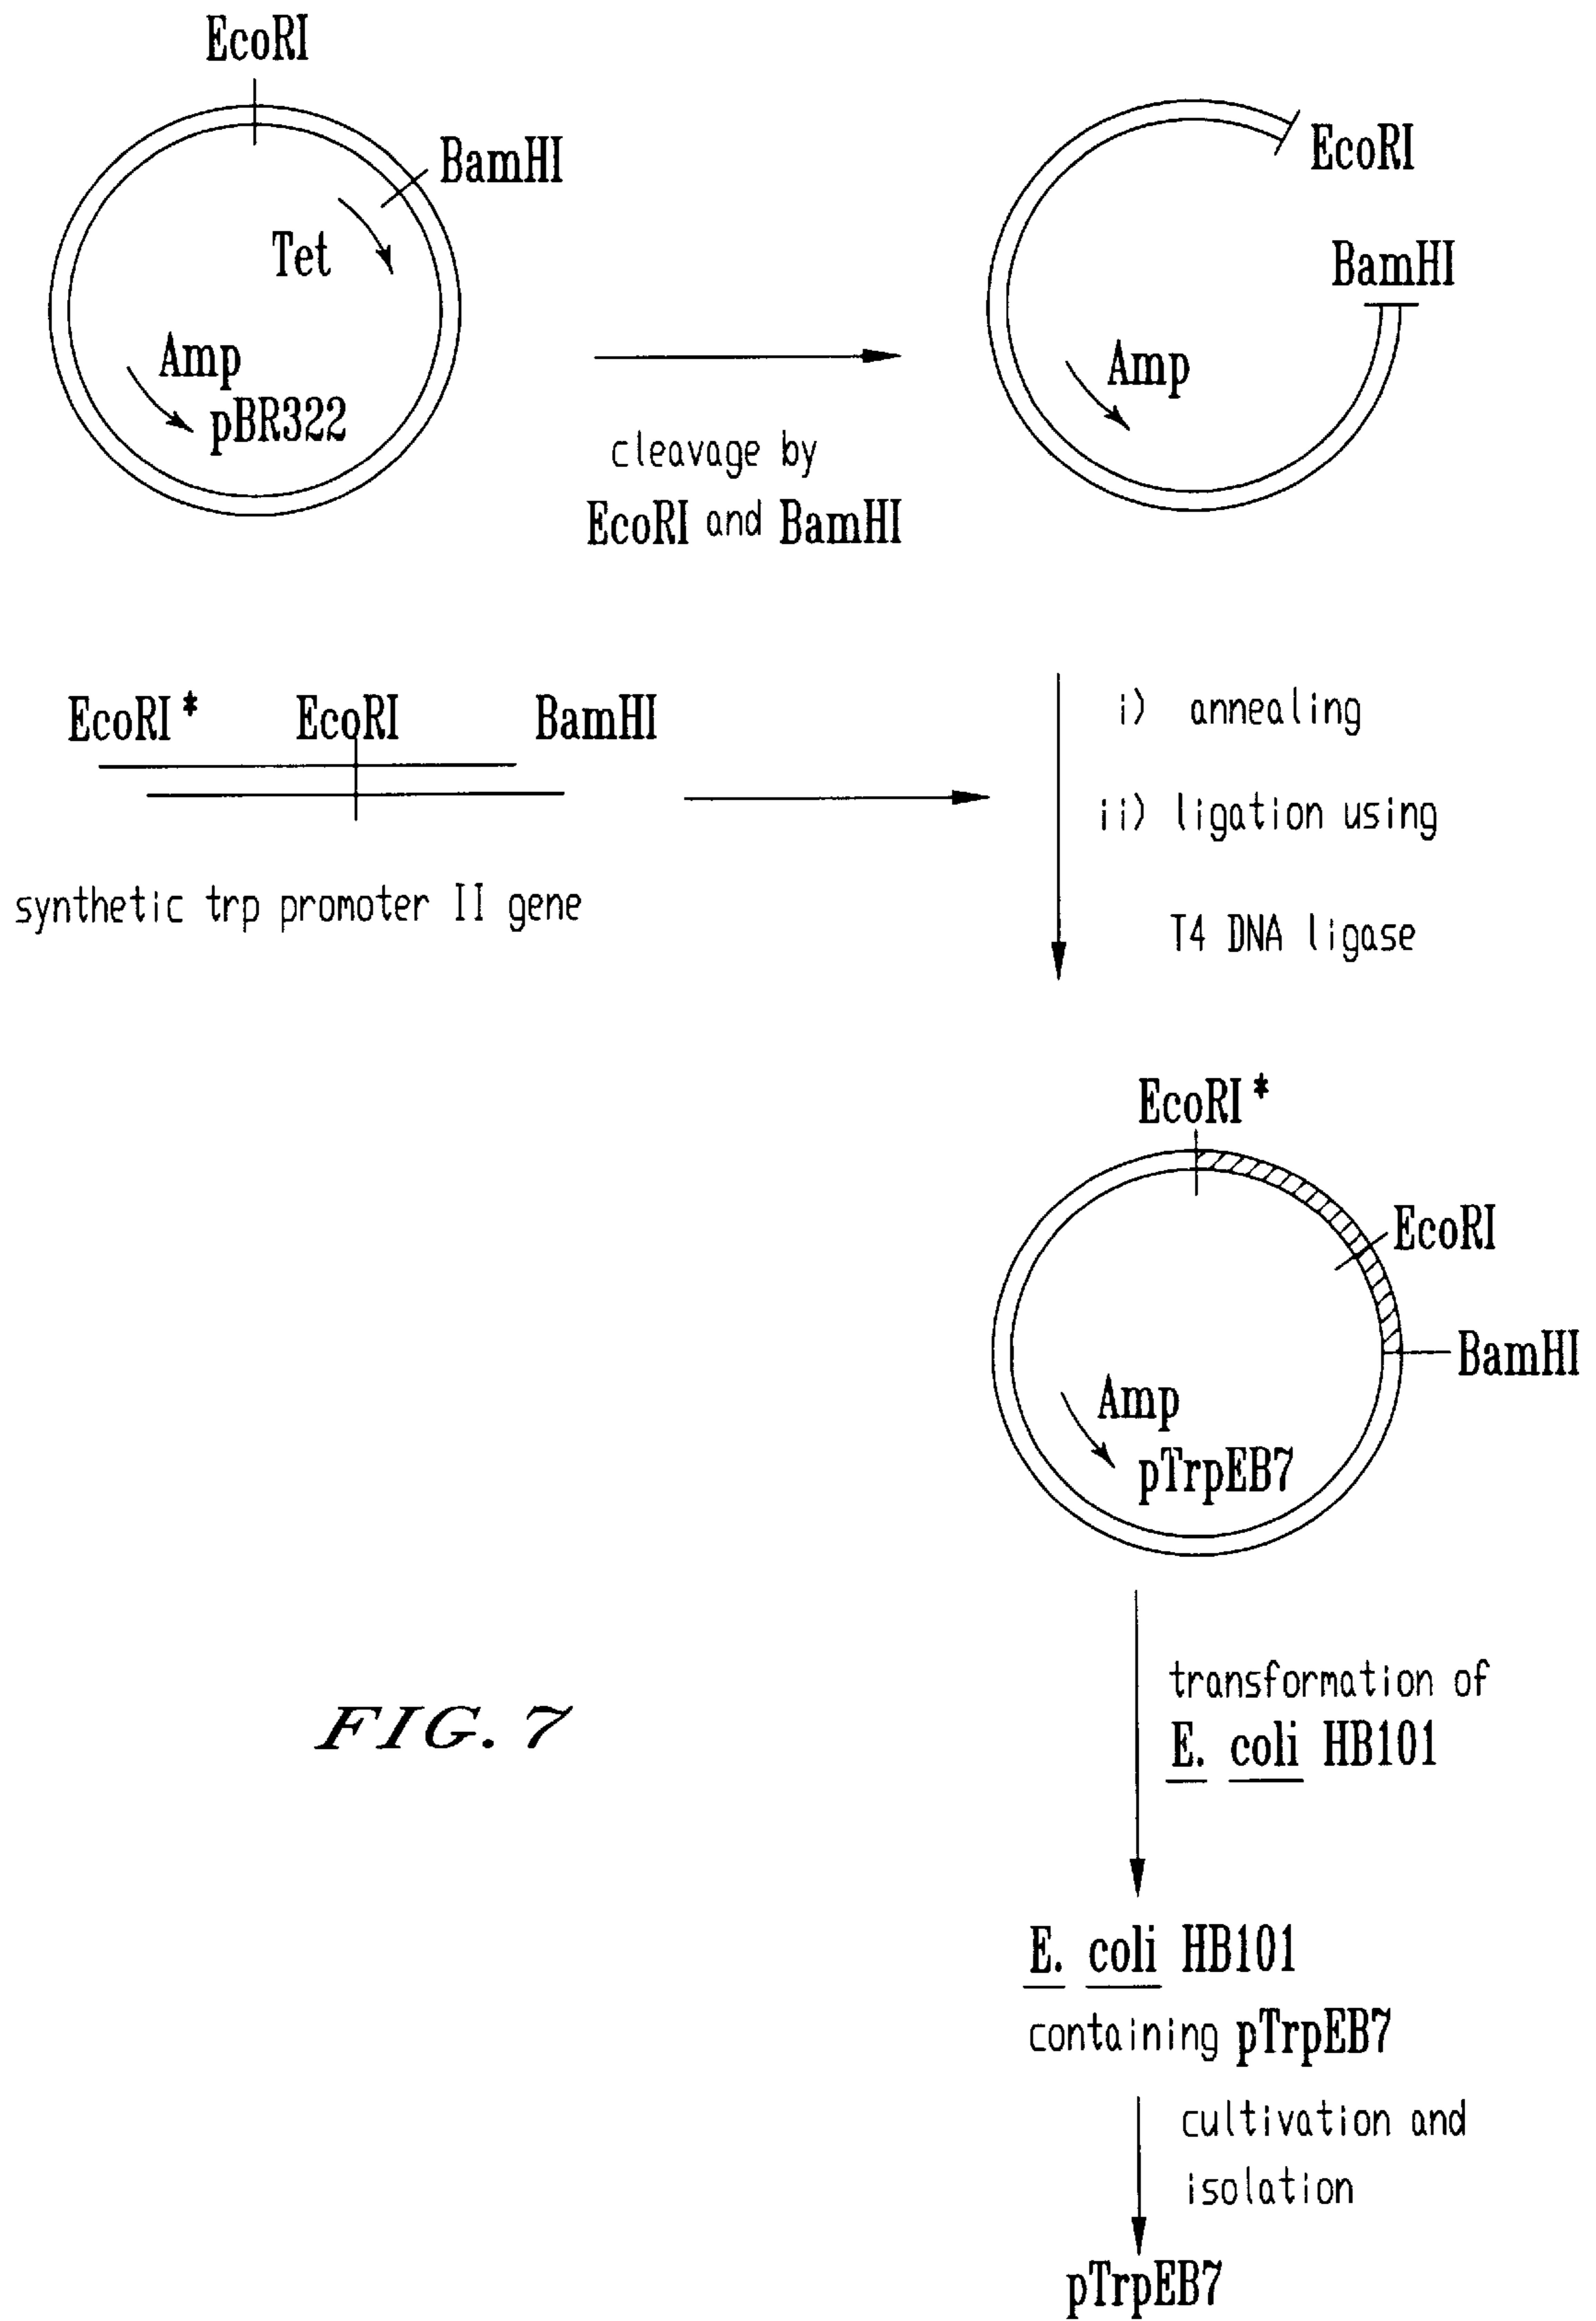 EcoRI
BamHI
Tet
Amp
pBR322
cleavage by
EcoRI and BamHI
EcoRI
BamHI
Amp
EcoRI* EcoRI BamHI
synthetic trp promoter II gene
i) annealing
ii) ligation using
T4 DNA ligase
EcoRI*
EcoRI
BamHI
Amp
pTrpEB7
transformation of
E. coli HB101
FIG. 7
E. coli HB101
containing pTrpEB7
cultivation and
isolation
pTrpEB7